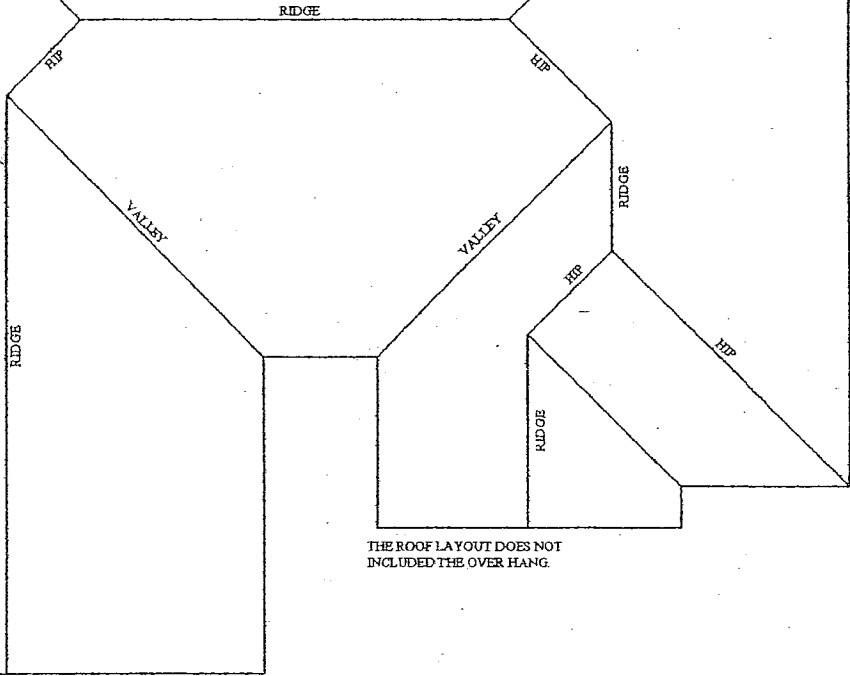 RIDGE
HIP
HIP
RIDGE
VALLEY
VALLEY
HIP
RIDGE
HIP
RIDGE
THE ROOF LAYOUT DOES NOT
INCLUDED THE OVER HANG.